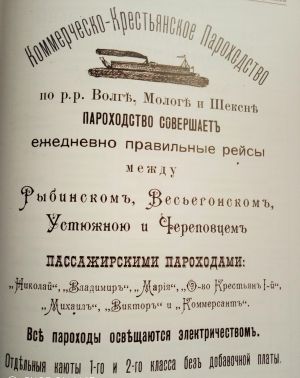 Коммерческо-Крестьянское Пароходство
по р.р. Волгѣ, Мологѣ и Шекснѣ
ПАРОХОДСТВО СОВЕРШАЕТЪ
ежедневно правильные рейсы
между
Рыбинскомъ, Весьегонскомъ,
Устюжною и Череповцемъ
ПАССАЖИРСКИМИ ПАРОХОДАМИ:
„Николай“, „Владимиръ“, „Марія“, „О-во Крестьянъ 1-й“,
„Михаилъ“, „Викторъ“ и „Коммерсантъ“.
Всѣ пароходы освѣщаются электричествомъ.
Отдѣльныя каюты 1-го и 2-го класса безъ добавочной платы.